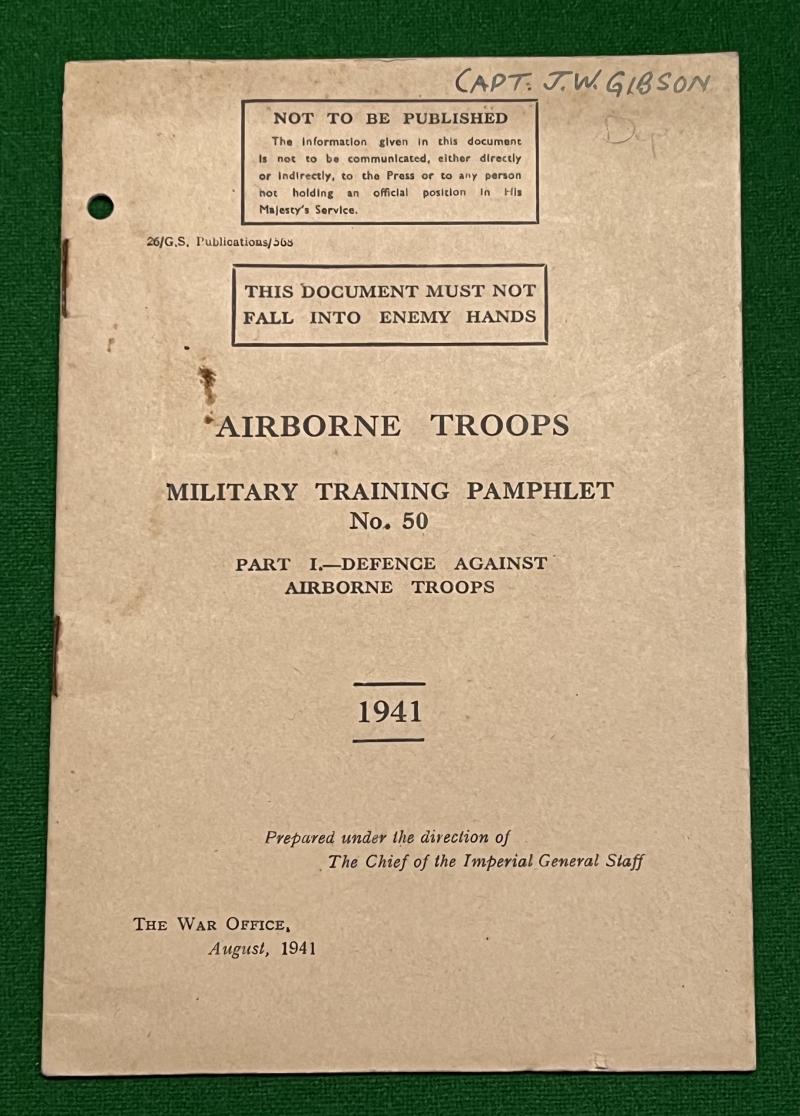 CAPT. J.W. GIBSON
NOT TO BE PUBLISHED
The information given in this document
is not to be communicated, either directly
or indirectly, to the Press or to any person
not holding an official position in His
Majesty's Service.
26/G.S. Publications/568
THIS DOCUMENT MUST NOT
FALL INTO ENEMY HANDS
AIRBORNE TROOPS
MILITARY TRAINING PAMPHLET
No. 50
PART I.—DEFENCE AGAINST
AIRBORNE TROOPS
1941
Prepared under the direction of
The Chief of the Imperial General Staff
THE WAR OFFICE,
August, 1941